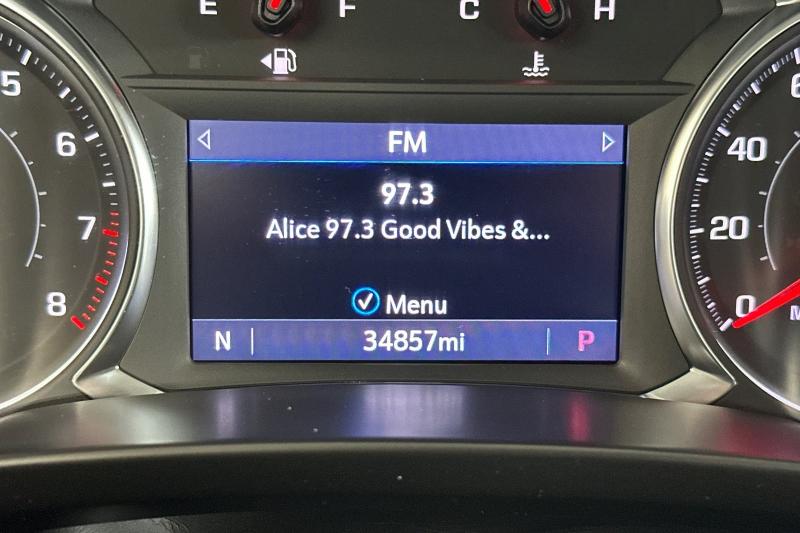 E F C H
5 6 7 8
FM
97.3
Alice 97.3 Good Vibes &...
Menu
N 34857mi P
40 20 0